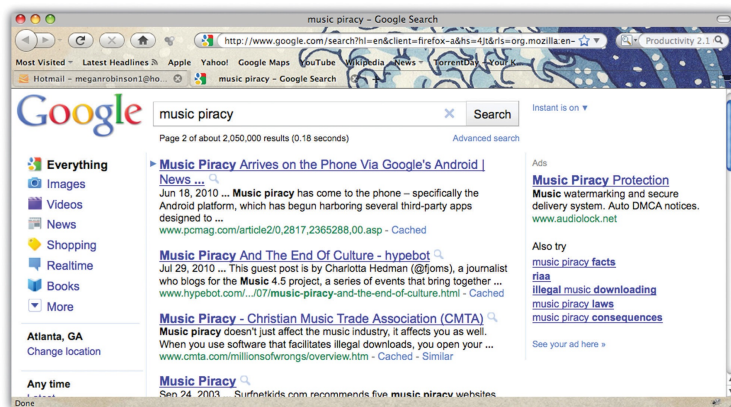 music piracy – Google Search
http://www.google.com/search?hl=en&client=firefox-a&hs=4jt&rls=org.mozilla:en-
Productivity 2.1
Most Visited Latest Headlines Apple Yahoo! Google Maps YouTube Wikipedia News TorrentDay - Your K...
Hotmail – meganrobinson1@ho...
music piracy – Google Search
Google
music piracy
Search
Instant is on ▼
Page 2 of about 2,050,000 results (0.18 seconds)
Advanced search
Everything
Images
Videos
News
Shopping
Realtime
Books
More
Atlanta, GA
Change location
Any time
Latest
Music Piracy Arrives on the Phone Via Google's Android |
News ...
Jun 18, 2010 ... Music piracy has come to the phone – specifically the
Android platform, which has begun harboring several third-party apps
designed to ...
www.pcmag.com/article2/0,2817,2365288,00.asp - Cached
Music Piracy And The End Of Culture - hypebot
Jul 29, 2010 ... This guest post is by Charlotta Hedman (@fjoms), a journalist
who blogs for the Music 4.5 project, a series of events that bring together ...
www.hypebot.com/.../07/music-piracy-and-the-end-of-culture.html - Cached
Music Piracy - Christian Music Trade Association (CMTA)
Music piracy doesn't just affect the music industry, it affects you as well.
When you use software that facilitates illegal downloads, you open your ...
www.cmta.com/millionsofwrongs/overview.htm - Cached - Similar
Music Piracy
Sep 24, 2003 ... Surfnetkids.com recommends five music piracy websites
Ads
Music Piracy Protection
Music watermarking and secure
delivery system. Auto DMCA notices.
www.audiolock.net
Also try
music piracy facts
riaa
illegal music downloading
music piracy laws
music piracy consequences
See your ad here »
Done